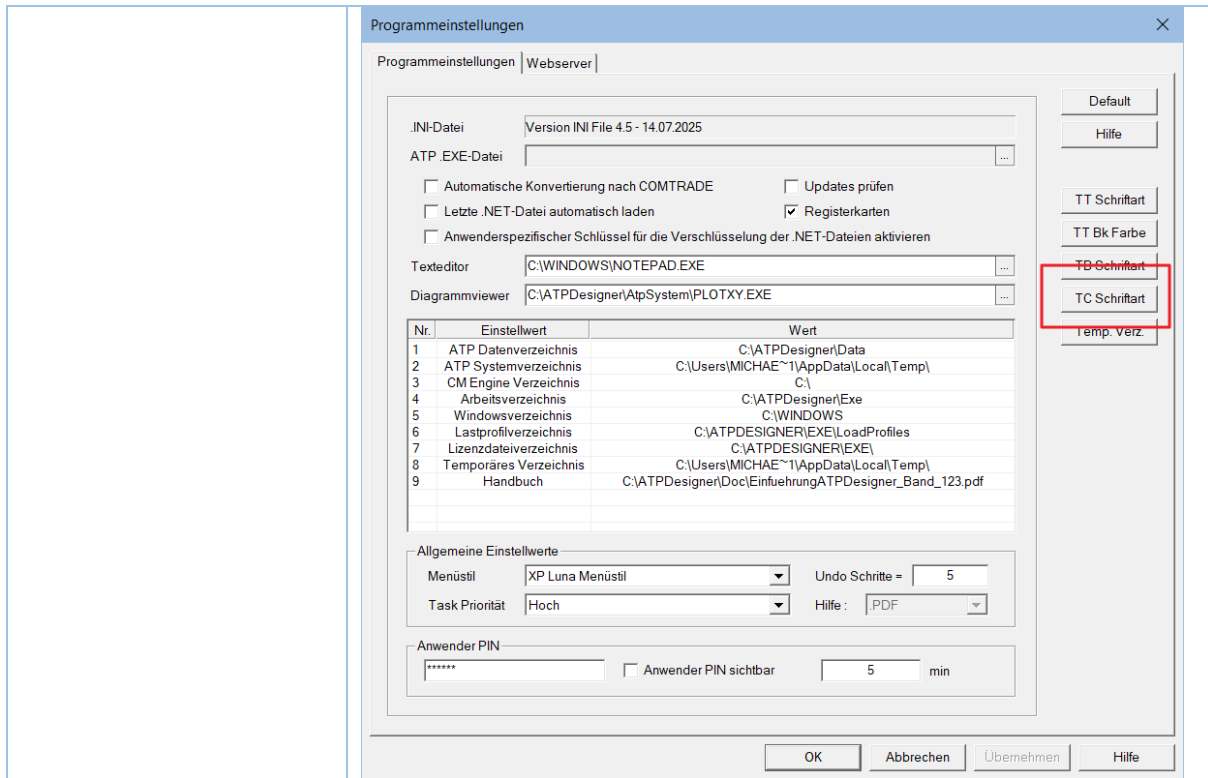 Programmeinstellungen
Programmeinstellungen Webserver
Default
.INI-Datei Version INI File 4.5 - 14.07.2025
Hilfe
ATP .EXE-Datei ...
Automatische Konvertierung nach COMTRADE Updates prüfen
Letzte .NET-Datei automatisch laden Registerkarten
TT Schriftart
Anwenderspezifischer Schlüssel für die Verschlüsselung der .NET-Dateien aktivieren
TT Bk Farbe
Texteditor C:\WINDOWS\NOTEPAD.EXE ...
TB Schriftart
Diagrammviewer C:\ATPDesigner\AtpSystem\PLOTXY.EXE ...
TC Schriftart
Temp. Verz.
Nr. Einstellwert Wert
1 ATP Datenverzeichnis C:\ATPDesigner\Data
2 ATP Systemverzeichnis C:\Users\MICHAE~1\AppData\Local\Temp\
3 CM Engine Verzeichnis C:\
4 Arbeitsverzeichnis C:\ATPDesigner\Exe
5 Windowsverzeichnis C:\WINDOWS
6 Lastprofilverzeichnis C:\ATPDESIGNER\EXE\LoadProfiles
7 Lizenzdateiverzeichnis C:\ATPDESIGNER\EXE\
8 Temporäres Verzeichnis C:\Users\MICHAE~1\AppData\Local\Temp\
9 Handbuch C:\ATPDesigner\Doc\EinfuehrungATPDesigner_Band_123.pdf
Allgemeine Einstellwerte
Menüstil XP Luna Menüstil Undo Schritte = 5
Task Priorität Hoch Hilfe : .PDF
Anwender PIN
****** Anwender PIN sichtbar 5 min
OK Abbrechen Übernehmen Hilfe